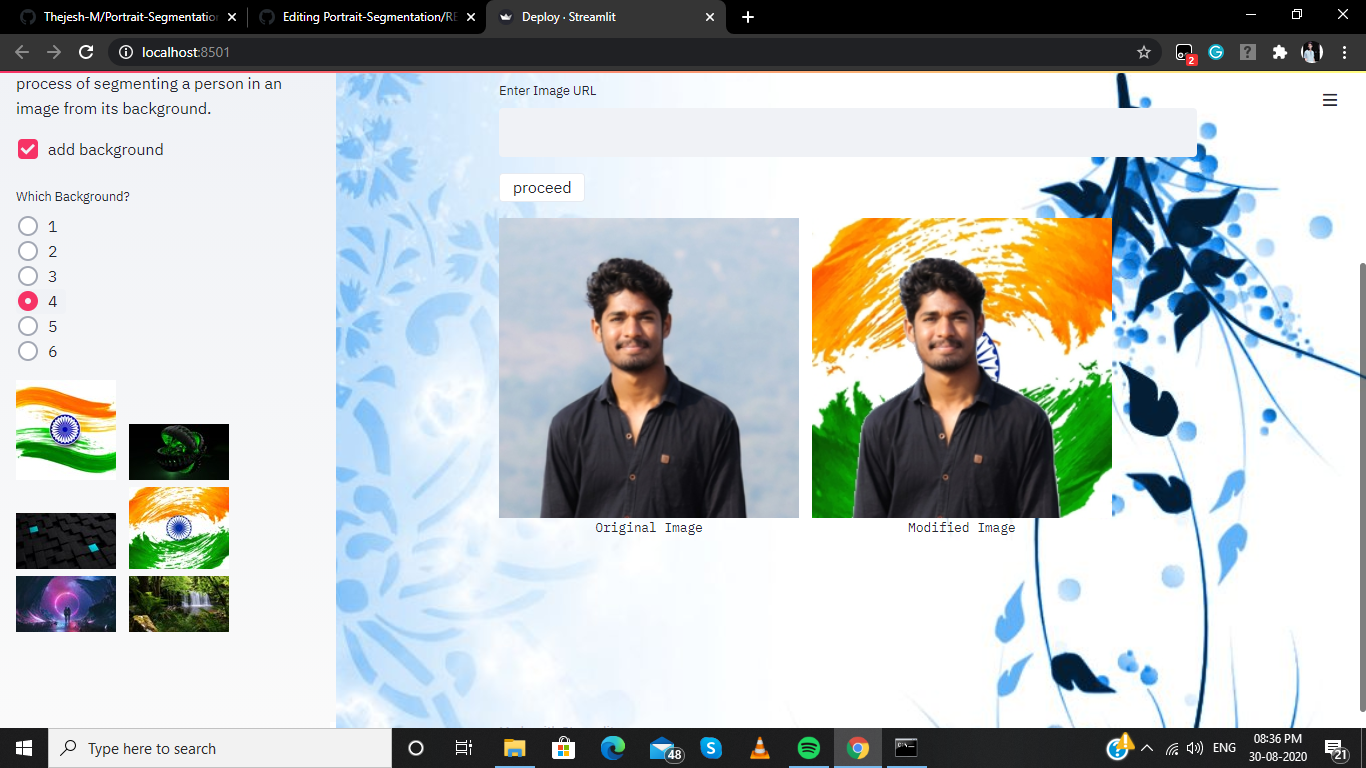 Thejesh-M/Portrait-Segmentation
Editing Portrait-Segmentation/RE
Deploy · Streamlit
localhost:8501
2
process of segmenting a person in an
image from its background.
add background
Which Background?
1
2
3
4
5
6
Enter Image URL
proceed
Original Image
Modified Image
Type here to search
48
ENG
08:36 PM
30-08-2020
21